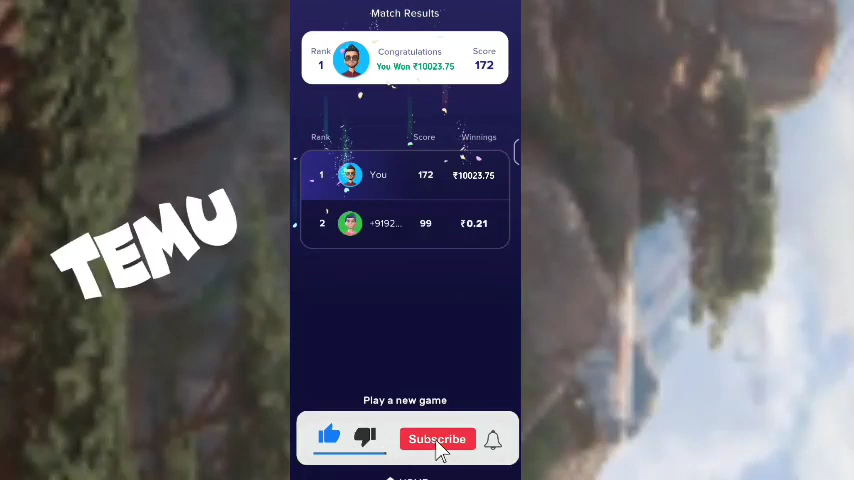 Match Results
Rank
Congratulations
Score
1
You Won ₹10023.75
172
Rank
Score
Winnings
1
You
172
₹10023.75
2
+9192...
99
₹0.21
TEMU
Play a new game
Subscribe